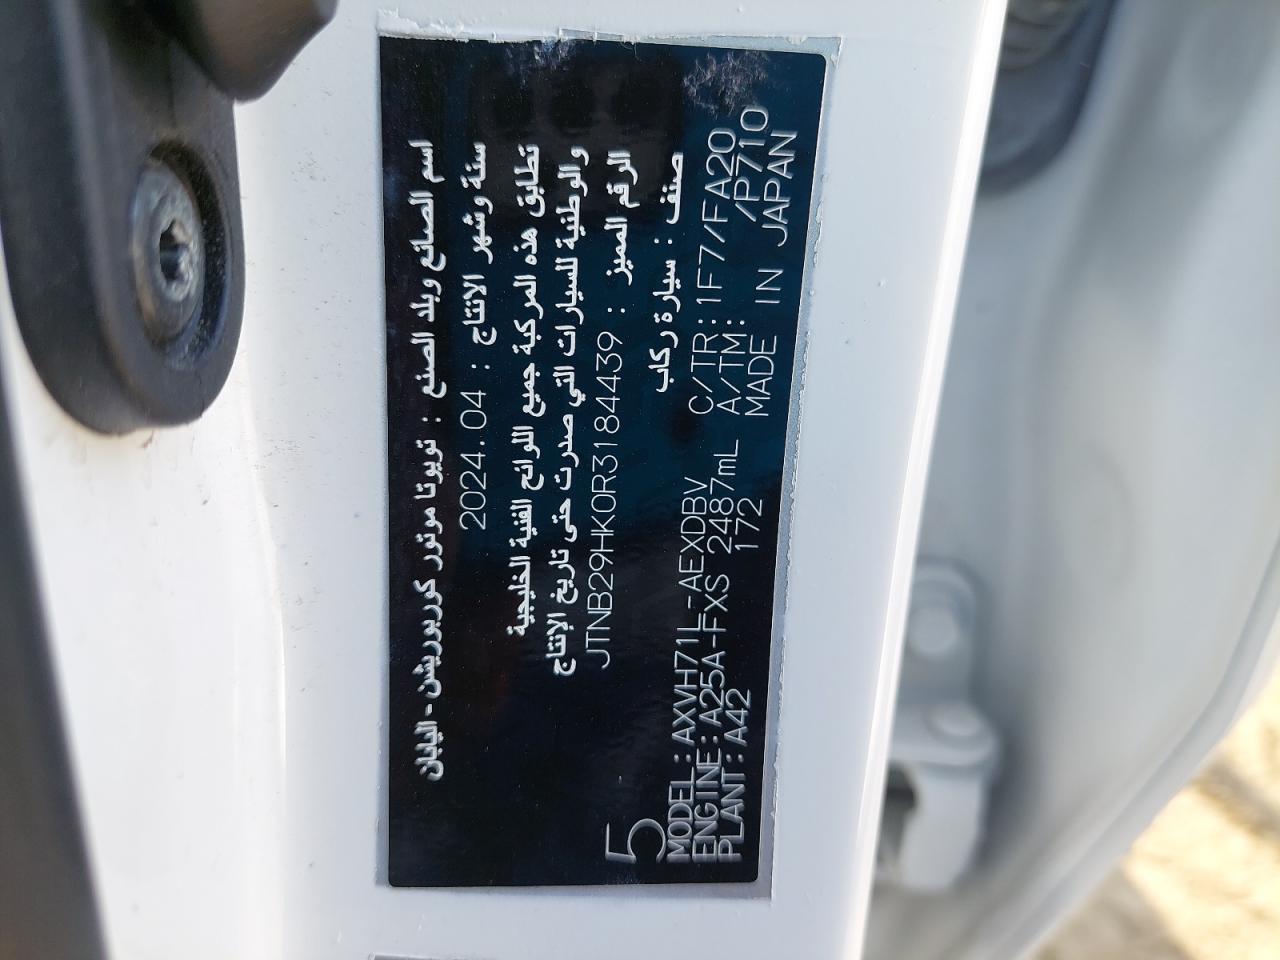 اسم الصانع وبلد الصنع : تويوتا موتور كوربوريشن - اليابان
سنة وشهر الانتاج : 2024.04
تطابق هذه المركبة جميع اللوائح الفنية الخليجية
والوطنية للسيارات التي صدرت حتى تاريخ الإنتاج
الرقم المميز : JTNB29HK0R3184439
صنف : سيارة ركاب
5
MODEL : AXVH71L-AEXDBV C/TR: 1F7/FA20
ENGINE : A25A-FXS 2487mL A/TM: /P710
PLANT : A42 172 MADE IN JAPAN